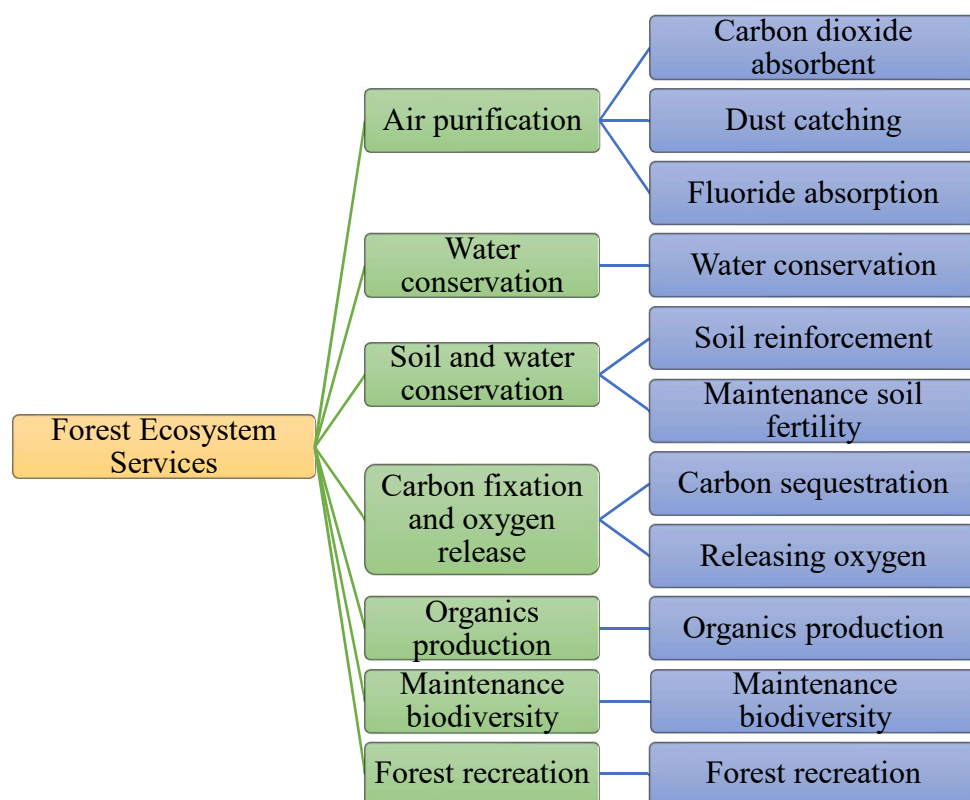 Forest Ecosystem
Services
Air purification
Carbon dioxide
absorbent
Dust catching
Fluoride absorption
Water
conservation
Water conservation
Soil and water
conservation
Soil reinforcement
Maintenance soil
fertility
Carbon fixation
and oxygen
release
Carbon sequestration
Releasing oxygen
Organics
production
Organics production
Maintenance
biodiversity
Maintenance
biodiversity
Forest recreation
Forest recreation